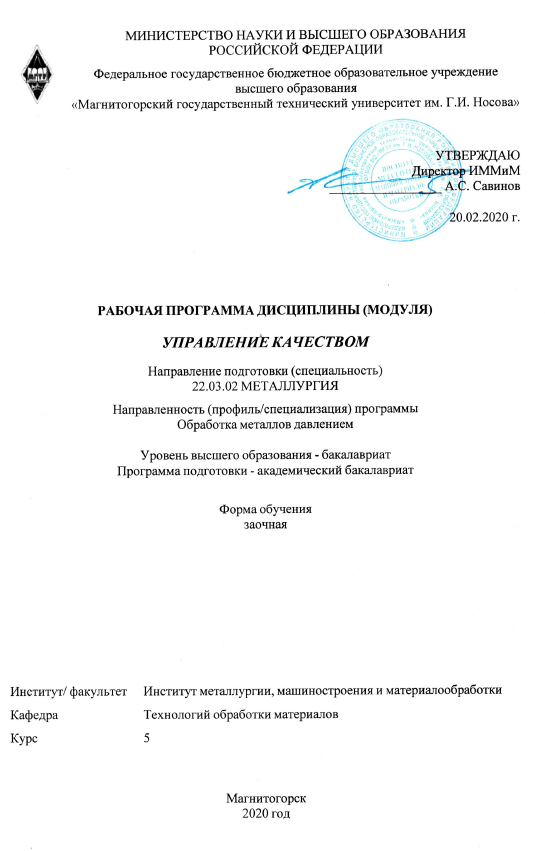 МИНИСТЕРСТВО НАУКИ И ВЫСШЕГО ОБРАЗОВАНИЯ
РОССИЙСКОЙ ФЕДЕРАЦИИ
Федеральное государственное бюджетное образовательное учреждение
высшего образования
«Магнитогорский государственный технический университет им. Г.И. Носова»
УТВЕРЖДАЮ
Директор ИММиМ
А.С. Савинов
20.02.2020 г.
РАБОЧАЯ ПРОГРАММА ДИСЦИПЛИНЫ (МОДУЛЯ)
УПРАВЛЕНИЕ КАЧЕСТВОМ
Направление подготовки (специальность)
22.03.02 МЕТАЛЛУРГИЯ
Направленность (профиль/специализация) программы
Обработка металлов давлением
Уровень высшего образования - бакалавриат
Программа подготовки - академический бакалавриат
Форма обучения
заочная
Институт/ факультет Институт металлургии, машиностроения и материалообработки
Кафедра Технологий обработки материалов
Курс 5
Магнитогорск
2020 год